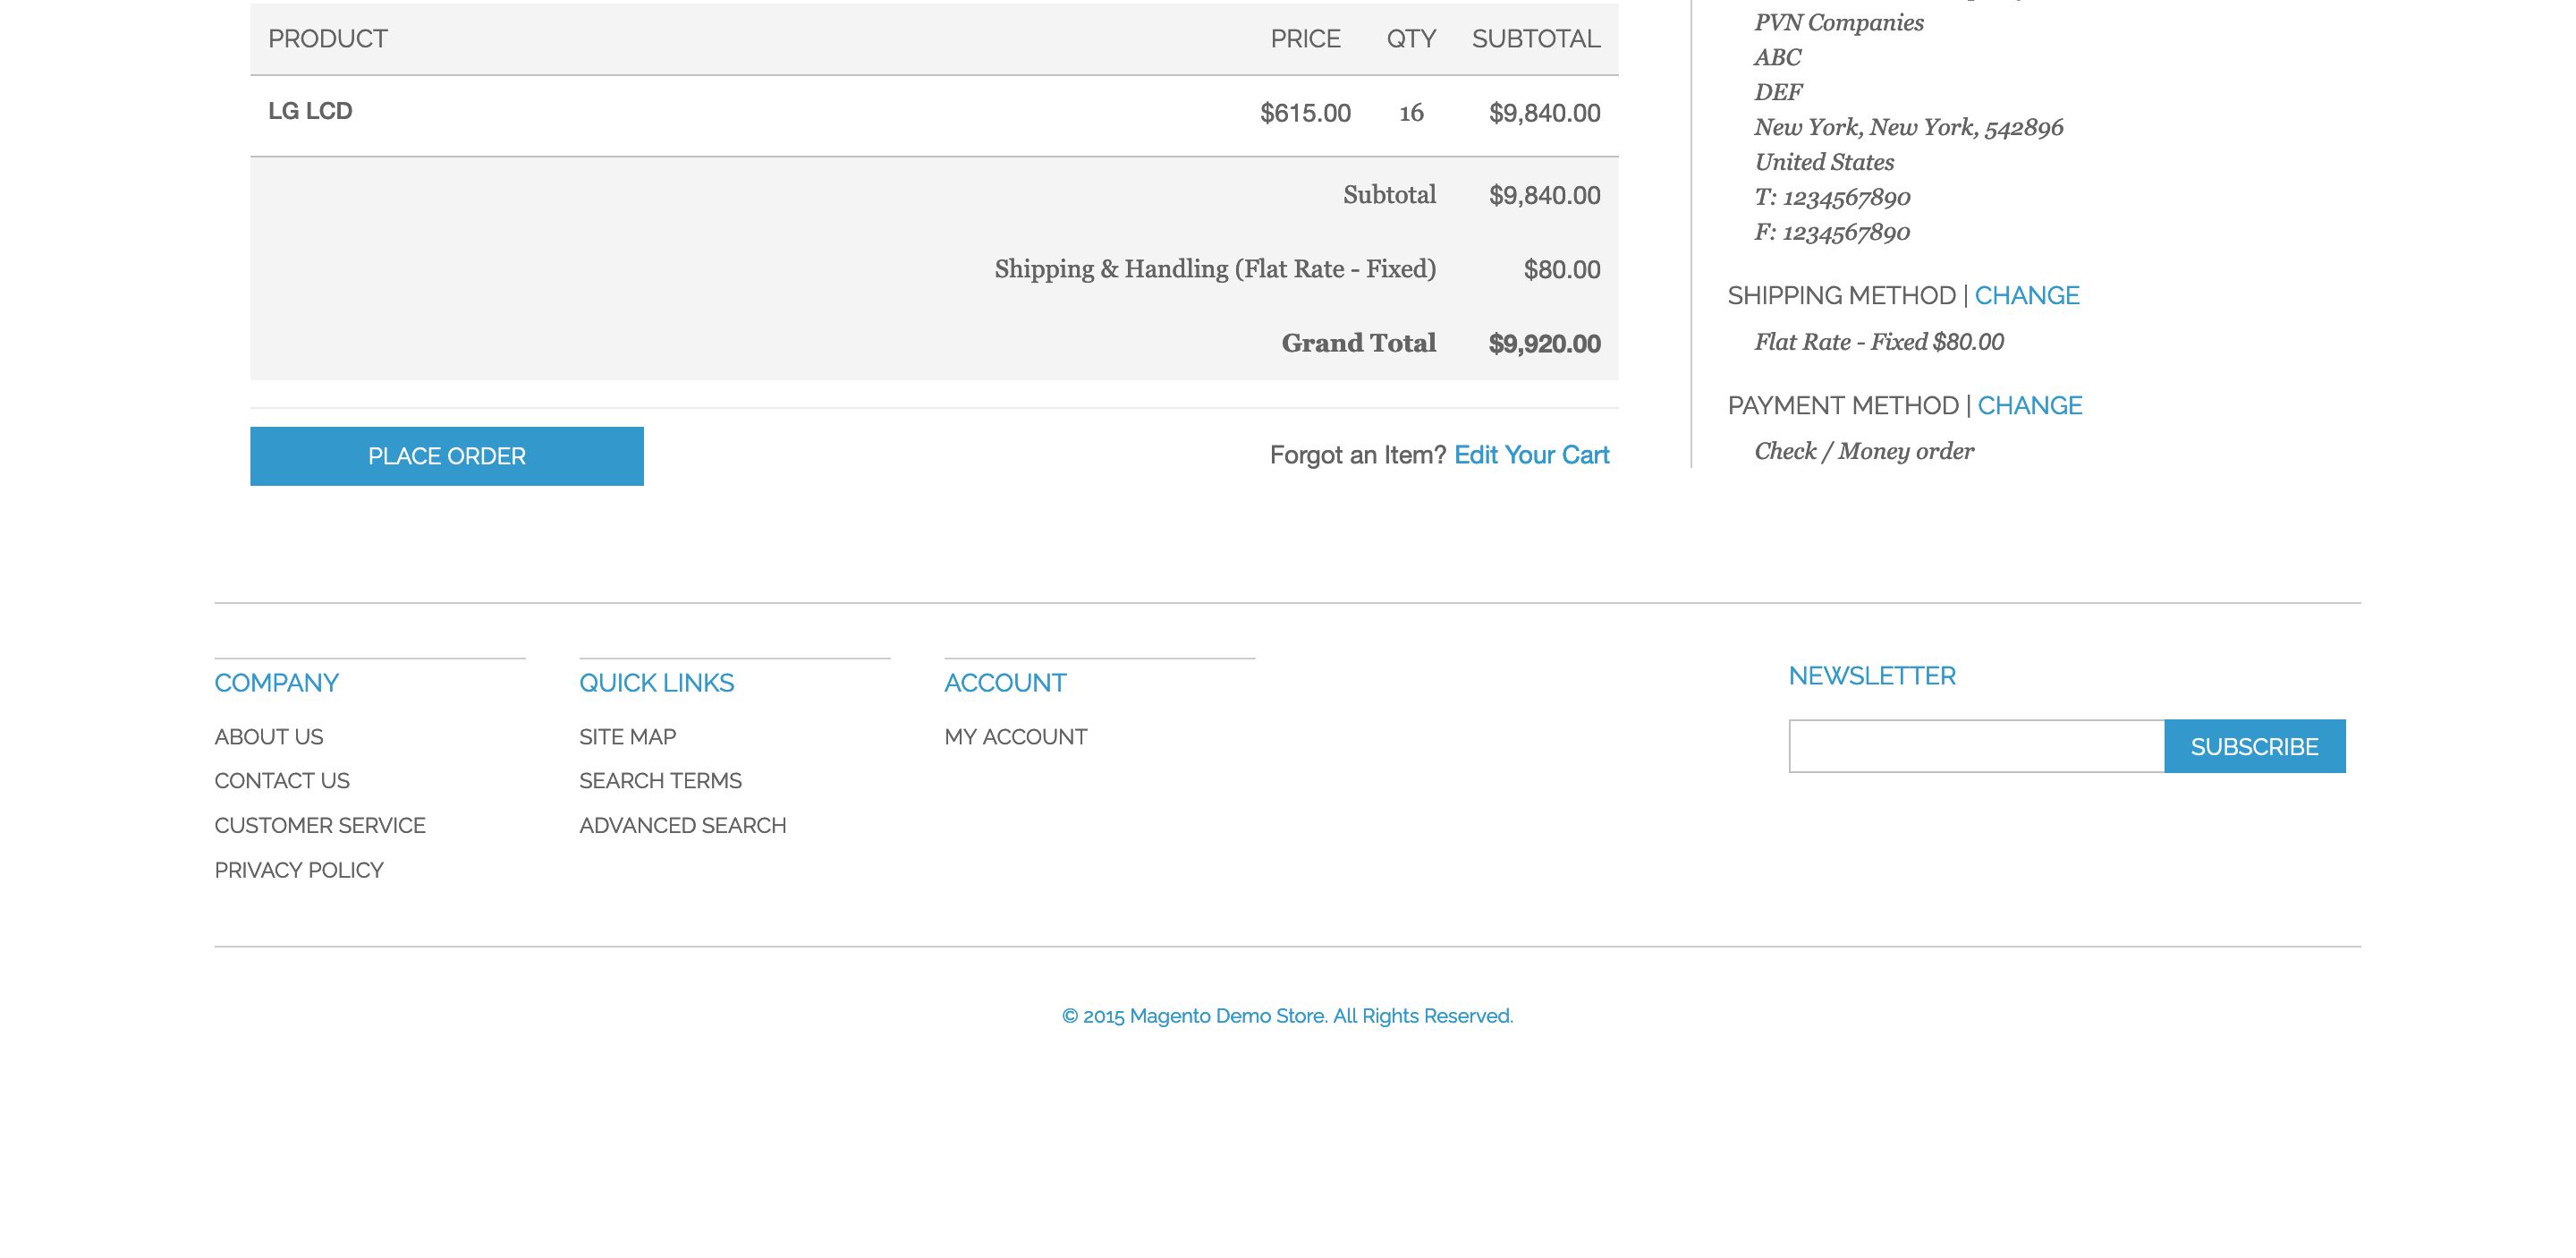 PRODUCT PRICE QTY SUBTOTAL
LG LCD $615.00 16 $9,840.00
Subtotal $9,840.00
Shipping & Handling (Flat Rate - Fixed) $80.00
Grand Total $9,920.00
PLACE ORDER
Forgot an Item? Edit Your Cart
PVN Companies
ABC
DEF
New York, New York, 542896
United States
T: 1234567890
F: 1234567890
SHIPPING METHOD | CHANGE
Flat Rate - Fixed $80.00
PAYMENT METHOD | CHANGE
Check / Money order
COMPANY
ABOUT US
CONTACT US
CUSTOMER SERVICE
PRIVACY POLICY
QUICK LINKS
SITE MAP
SEARCH TERMS
ADVANCED SEARCH
ACCOUNT
MY ACCOUNT
NEWSLETTER
SUBSCRIBE
© 2015 Magento Demo Store. All Rights Reserved.